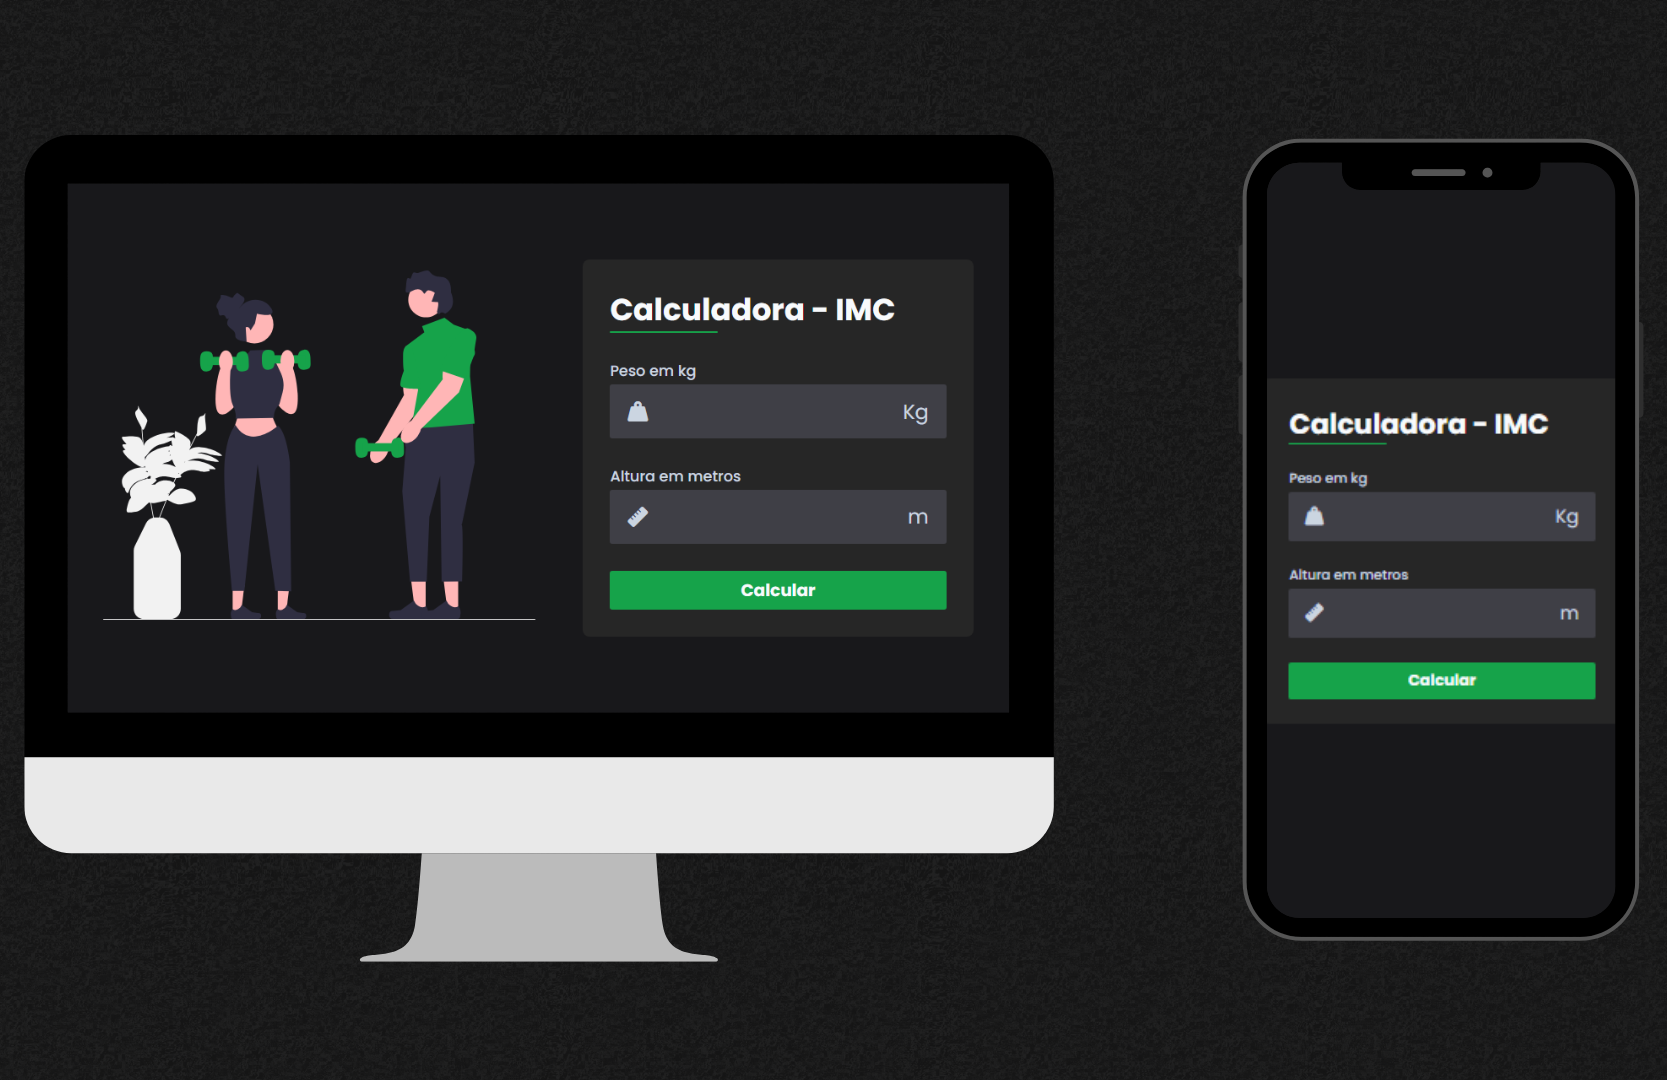 Calculadora - IMC
Peso em kg
Kg
Altura em metros
m
Calcular
Calculadora - IMC
Peso em kg
Kg
Altura em metros
m
Calcular